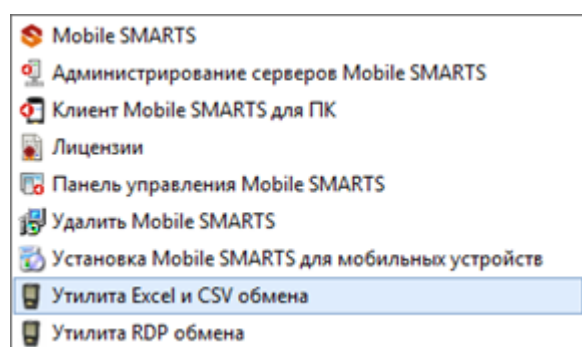 Mobile SMARTS
Администрирование серверов Mobile SMARTS
Клиент Mobile SMARTS для ПК
Лицензии
Панель управления Mobile SMARTS
Удалить Mobile SMARTS
Установка Mobile SMARTS для мобильных устройств
Утилита Excel и CSV обмена
Утилита RDP обмена